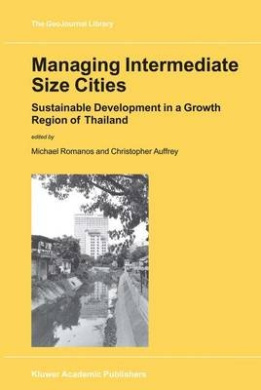 The GeoJournal Library
Managing Intermediate
Size Cities
Sustainable Development in a Growth
Region of Thailand
edited by
Michael Romanos and Christopher Auffrey
Kluwer Academic Publishers